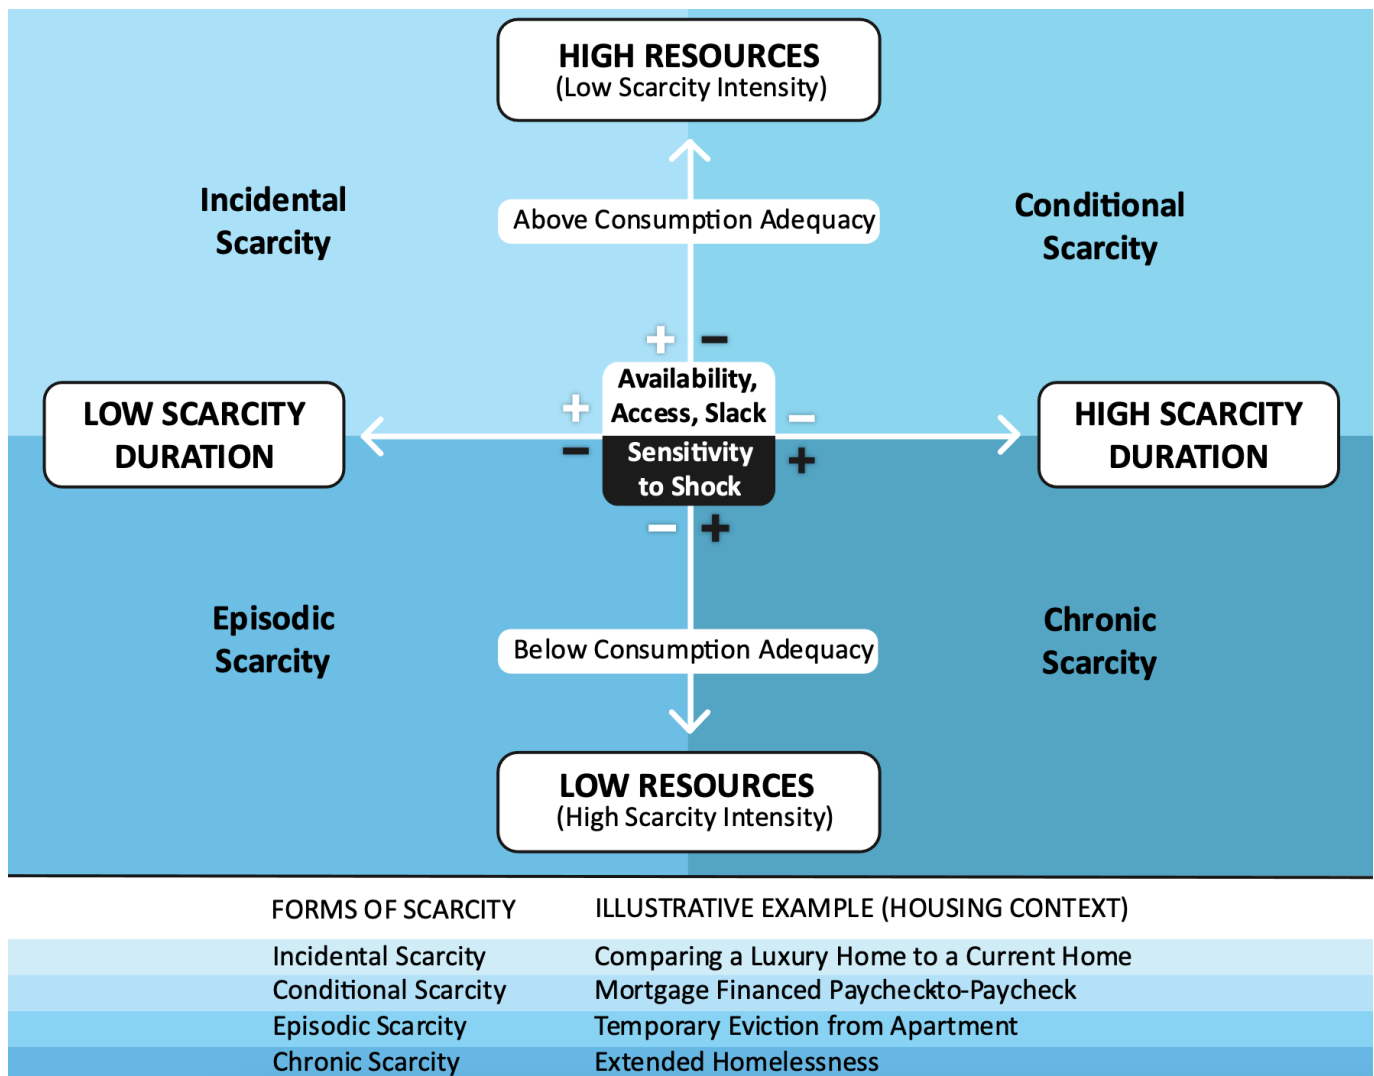 HIGH RESOURCES
(Low Scarcity Intensity)
Incidental
Scarcity
Above Consumption Adequacy
Conditional
Scarcity
+ −
Availability,
Access, Slack
Sensitivity
to Shock
+
−
−
+
− +
LOW SCARCITY
DURATION
HIGH SCARCITY
DURATION
Episodic
Scarcity
Below Consumption Adequacy
Chronic
Scarcity
LOW RESOURCES
(High Scarcity Intensity)
FORMS OF SCARCITY ILLUSTRATIVE EXAMPLE (HOUSING CONTEXT)
Incidental Scarcity Comparing a Luxury Home to a Current Home
Conditional Scarcity Mortgage Financed Paycheck-to-Paycheck
Episodic Scarcity Temporary Eviction from Apartment
Chronic Scarcity Extended Homelessness